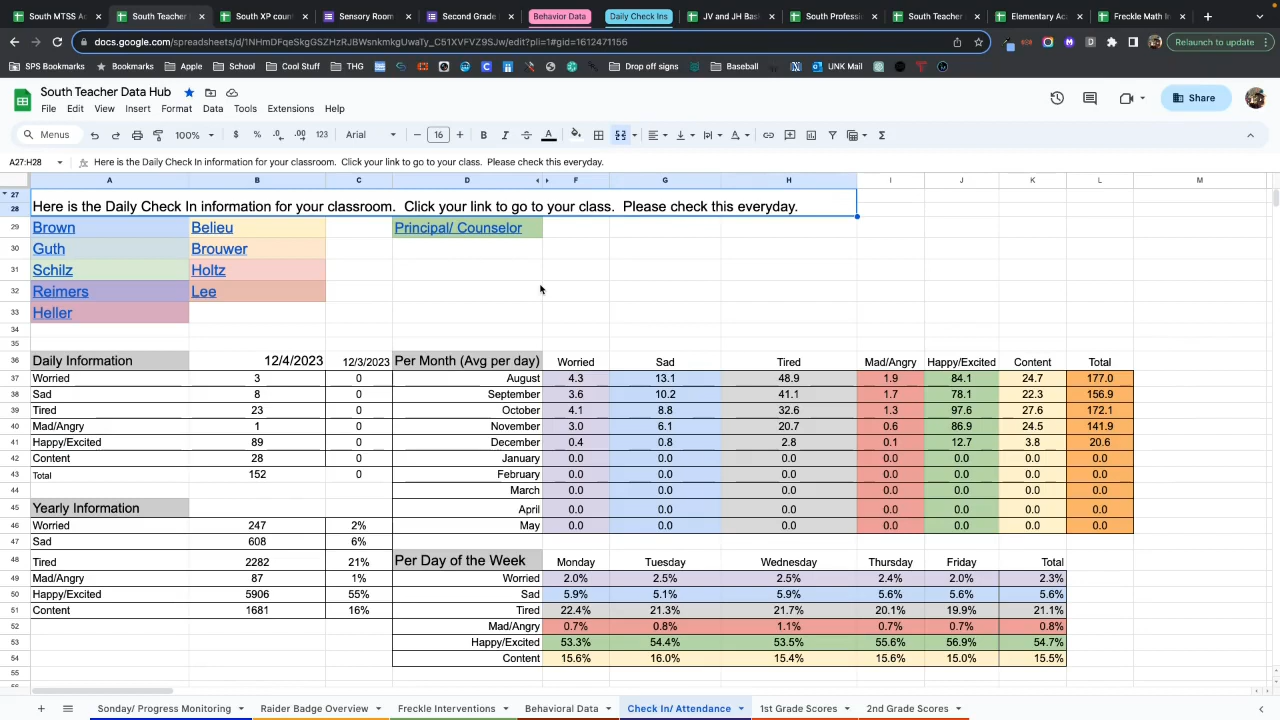 South MTSS A
South Teacher
South XP coun
Sensory Room
Second Grade
Behavior Data
Daily Check Ins
JV and JH Bas
South Profess
South Teacher
Elementary Ac
Freckle Math In
docs.google.com/spreadsheets/d/1NHmDFqeSkgGSZHzRJBWsnkmkgUwaTy_C51XVFVZ9SJw/edit?pli=1#gid=1612471156
Relaunch to update
SPS Bookmarks
Bookmarks
Apple
School
Cool Stuff
THG
Drop off signs
Baseball
UNK Mail
South Teacher Data Hub
File Edit View Insert Format Data Tools Extensions Help
Share
Menus 100% $ % .0 .00 123 Arial 16
A27:H28 Here is the Daily Check In information for your classroom. Click your link to go to your class. Please check this everyday.
A B C D F G H I J K L M
27
28 Here is the Daily Check In information for your classroom. Click your link to go to your class. Please check this everyday.
29 Brown Belieu Principal/ Counselor
30 Guth Brouwer
31 Schilz Holtz
32 Reimers Lee
33 Heller
34
35
36 Daily Information 12/4/2023 12/3/2023 Per Month (Avg per day) Worried Sad Tired Mad/Angry Happy/Excited Content Total
37 Worried 3 0 August 4.3 13.1 48.9 1.9 84.1 24.7 177.0
38 Sad 8 0 September 3.6 10.2 41.1 1.7 78.1 22.3 156.9
39 Tired 23 0 October 4.1 8.8 32.6 1.3 97.6 27.6 172.1
40 Mad/Angry 1 0 November 3.0 6.1 20.7 0.6 86.9 24.5 141.9
41 Happy/Excited 89 0 December 0.4 0.8 2.8 0.1 12.7 3.8 20.6
42 Content 28 0 January 0.0 0.0 0.0 0.0 0.0 0.0 0.0
43 Total 152 0 February 0.0 0.0 0.0 0.0 0.0 0.0 0.0
44 March 0.0 0.0 0.0 0.0 0.0 0.0 0.0
45 Yearly Information April 0.0 0.0 0.0 0.0 0.0 0.0 0.0
46 Worried 247 2% May 0.0 0.0 0.0 0.0 0.0 0.0 0.0
47 Sad 608 6%
48 Tired 2282 21% Per Day of the Week Monday Tuesday Wednesday Thursday Friday Total
49 Mad/Angry 87 1% Worried 2.0% 2.5% 2.5% 2.4% 2.0% 2.3%
50 Happy/Excited 5906 55% Sad 5.9% 5.1% 5.9% 5.6% 5.6% 5.6%
51 Content 1681 16% Tired 22.4% 21.3% 21.7% 20.1% 19.9% 21.1%
52 Mad/Angry 0.7% 0.8% 1.1% 0.7% 0.7% 0.8%
53 Happy/Excited 53.3% 54.4% 53.5% 55.6% 56.9% 54.7%
54 Content 15.6% 16.0% 15.4% 15.6% 15.0% 15.5%
55
Sonday/ Progress Monitoring Raider Badge Overview Freckle Interventions Behavioral Data Check In/ Attendance 1st Grade Scores 2nd Grade Scores